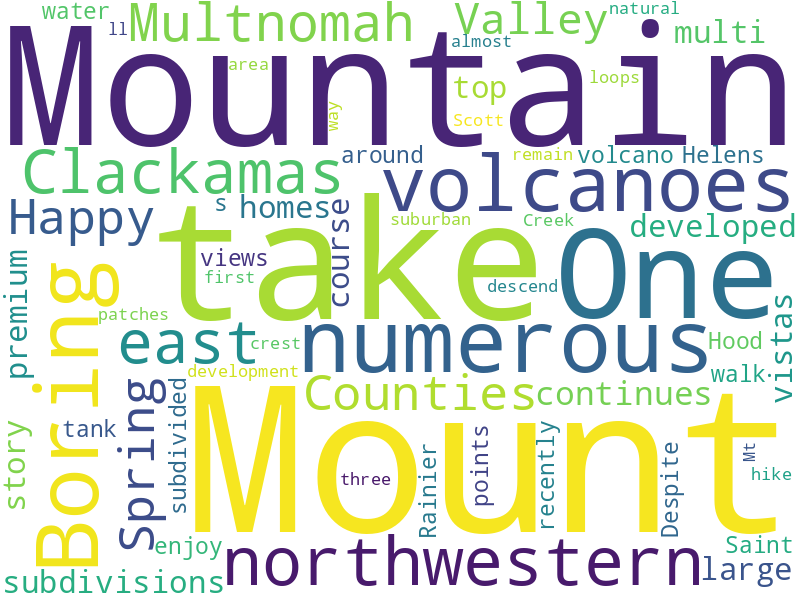 water
ll
Multnomah
Valley
natural
multi
almost
Mountain
area
top
loops
way
Scott
Clackamas
around
remain
volcano
Helens
volcanoes
Happy
s
homes
course
suburban
Creek
developed
take
One
views
first
descend
premium
Boring
patches
east
crest
numerous
Hood
vistas
development
walk
Spring
subdivided
Counties
continues
Mount
story
tank
three
Rainier
points
recently
Despite
Mt
hike
enjoy
northwestern
Saint
large
subdivisions